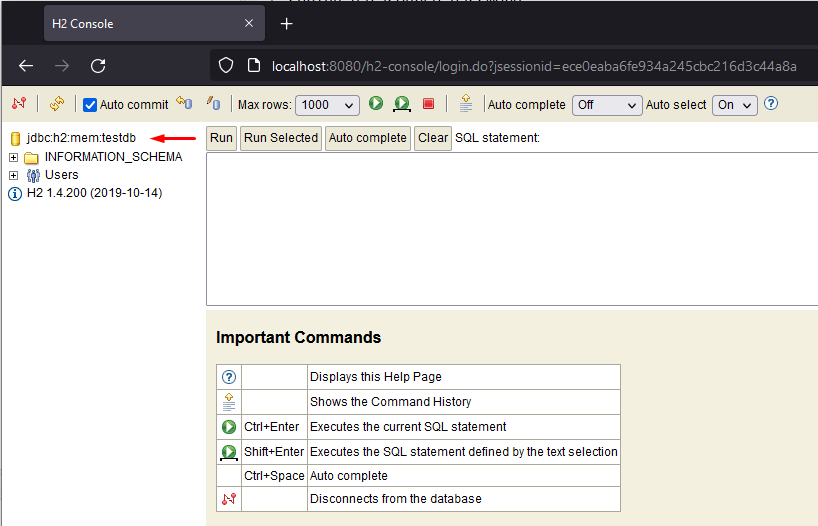 H2 Console
localhost:8080/h2-console/login.do?jsessionid=ece0eaba6fe934a245cbc216d3c44a8a
Auto commit Max rows: 1000 Auto complete Off Auto select On
jdbc:h2:mem:testdb
INFORMATION_SCHEMA
Users
H2 1.4.200 (2019-10-14)
Run Run Selected Auto complete Clear SQL statement:
Important Commands
Displays this Help Page
Shows the Command History
Ctrl+Enter Executes the current SQL statement
Shift+Enter Executes the SQL statement defined by the text selection
Ctrl+Space Auto complete
Disconnects from the database